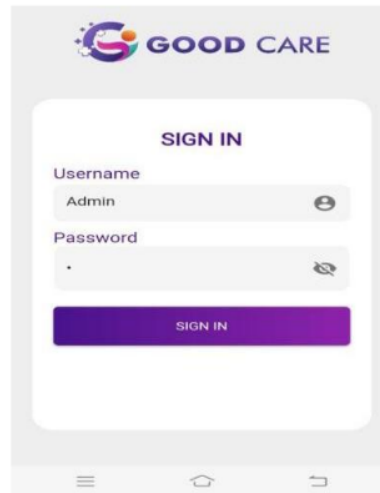 GOOD CARE
SIGN IN
Username
Admin
Password
•
SIGN IN